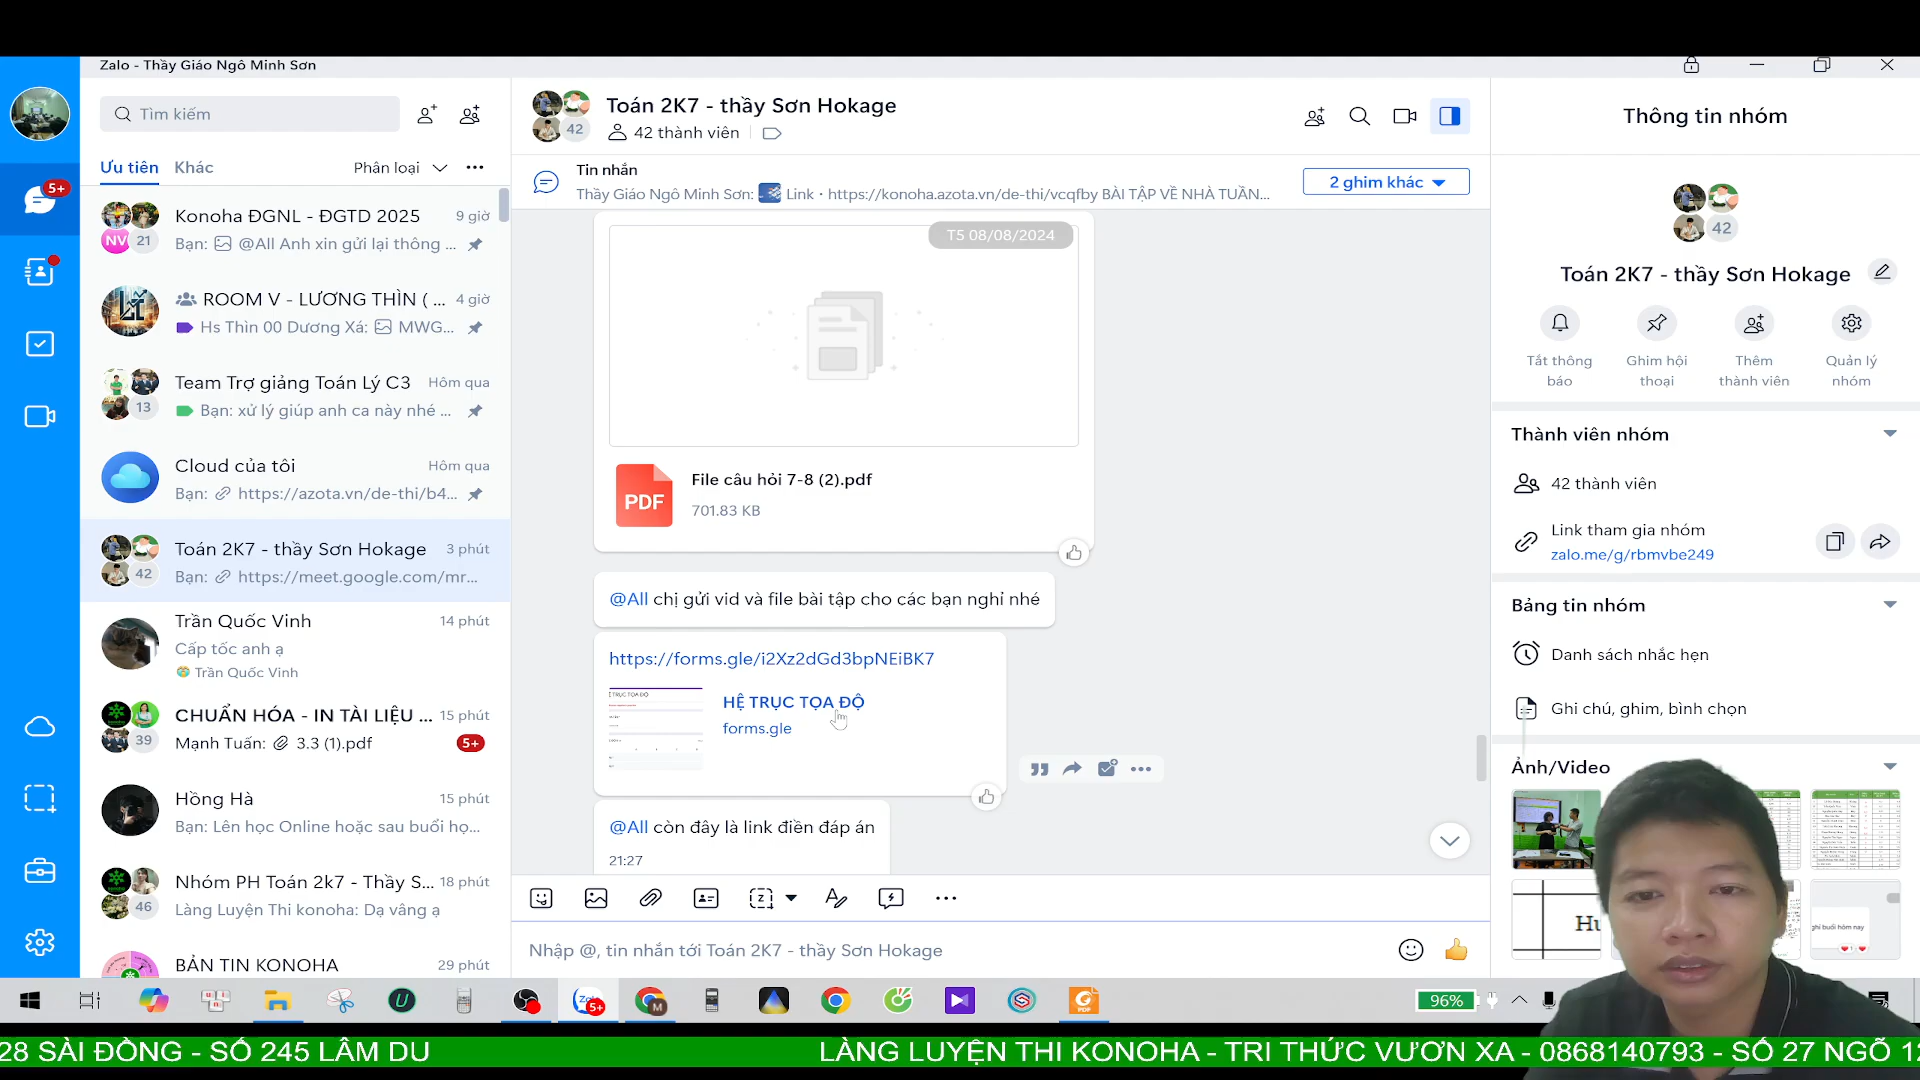 Zalo - Thầy Giáo Ngô Minh Sơn
Tìm kiếm
Ưu tiên
Khác
Phân loại
5+
Konoha ĐGNL - ĐGTD 2025
9 giờ
NV
21
Bạn: @All Anh xin gửi lại thông ...
ROOM V - LƯƠNG THÌN ( ...
4 giờ
Hs Thìn 00 Dương Xá: MWG...
Team Trợ giảng Toán Lý C3
Hôm qua
13
Bạn: xử lý giúp anh ca này nhé ...
Cloud của tôi
Hôm qua
Bạn: https://azota.vn/de-thi/b4...
Toán 2K7 - thầy Sơn Hokage
3 phút
42
Bạn: https://meet.google.com/mr...
Trần Quốc Vinh
14 phút
Cấp tốc anh ạ
Trần Quốc Vinh
CHUẨN HÓA - IN TÀI LIỆU ...
15 phút
39
Mạnh Tuấn: 3.3 (1).pdf
5+
Hồng Hà
15 phút
Bạn: Lên học Online hoặc sau buổi họ...
Nhóm PH Toán 2k7 - Thầy S...
18 phút
46
Làng Luyện Thi konoha: Dạ vâng ạ
BẢN TIN KONOHA
29 phút
Toán 2K7 - thầy Sơn Hokage
42
42 thành viên
Tin nhắn
Thầy Giáo Ngô Minh Sơn: Link · https://konoha.azota.vn/de-thi/vcqfby BÀI TẬP VỀ NHÀ TUẦN...
2 ghim khác
T5 08/08/2024
PDF
File câu hỏi 7-8 (2).pdf
701.83 KB
@All chị gửi vid và file bài tập cho các bạn nghỉ nhé
https://forms.gle/i2Xz2dGd3bpNEiBK7
HỆ TRỤC TỌA ĐỘ
forms.gle
@All còn đây là link điền đáp án
21:27
Nhập @, tin nhắn tới Toán 2K7 - thầy Sơn Hokage
Thông tin nhóm
42
Toán 2K7 - thầy Sơn Hokage
Tắt thông báo
Ghim hội thoại
Thêm thành viên
Quản lý nhóm
Thành viên nhóm
42 thành viên
Link tham gia nhóm
zalo.me/g/rbmvbe249
Bảng tin nhóm
Danh sách nhắc hẹn
Ghi chú, ghim, bình chọn
Ảnh/Video
ghi buổi hôm nay
96%
28 SÀI ĐỒNG - SỐ 245 LÂM DU
LÀNG LUYỆN THI KONOHA - TRI THỨC VƯƠN XA - 0868140793 - SỐ 27 NGÕ 12